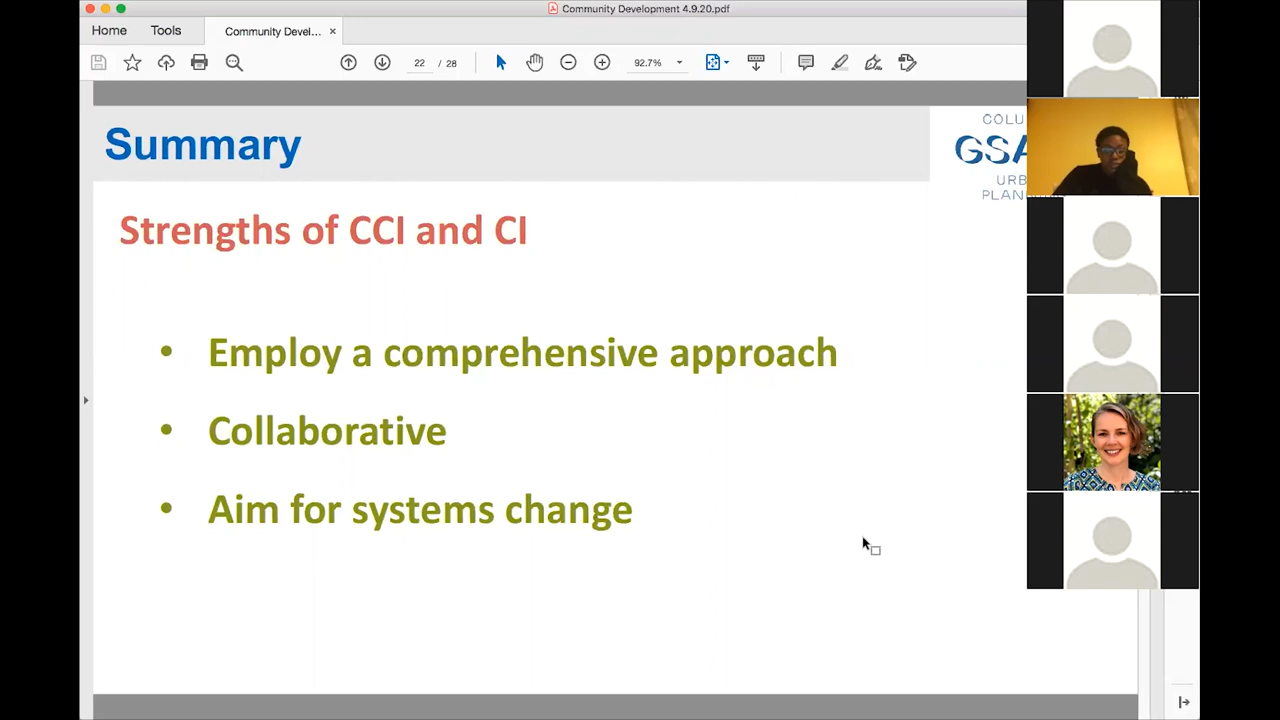 Community Development 4.9.20.pdf
Home
Tools
Community Devel...
22 / 28
92.7%
Summary
COLU
GSA
URB
PLAN
Strengths of CCI and CI
• Employ a comprehensive approach
• Collaborative
• Aim for systems change